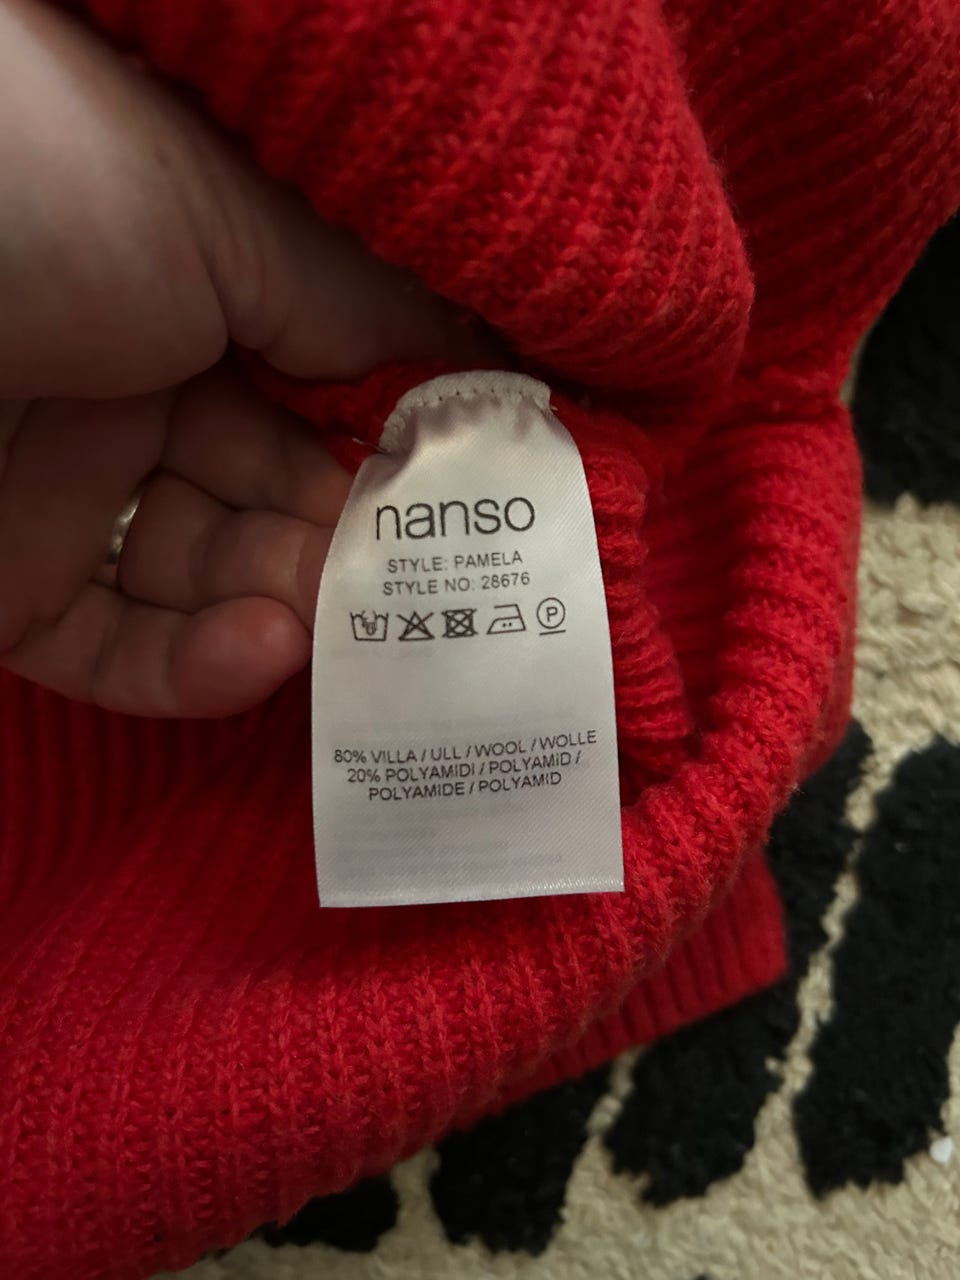 nanso
STYLE: PAMELA
STYLE NO: 28676
P
80% VILLA / ULL / WOOL / WOLLE
20% POLYAMIDI / POLYAMID /
POLYAMIDE / POLYAMID